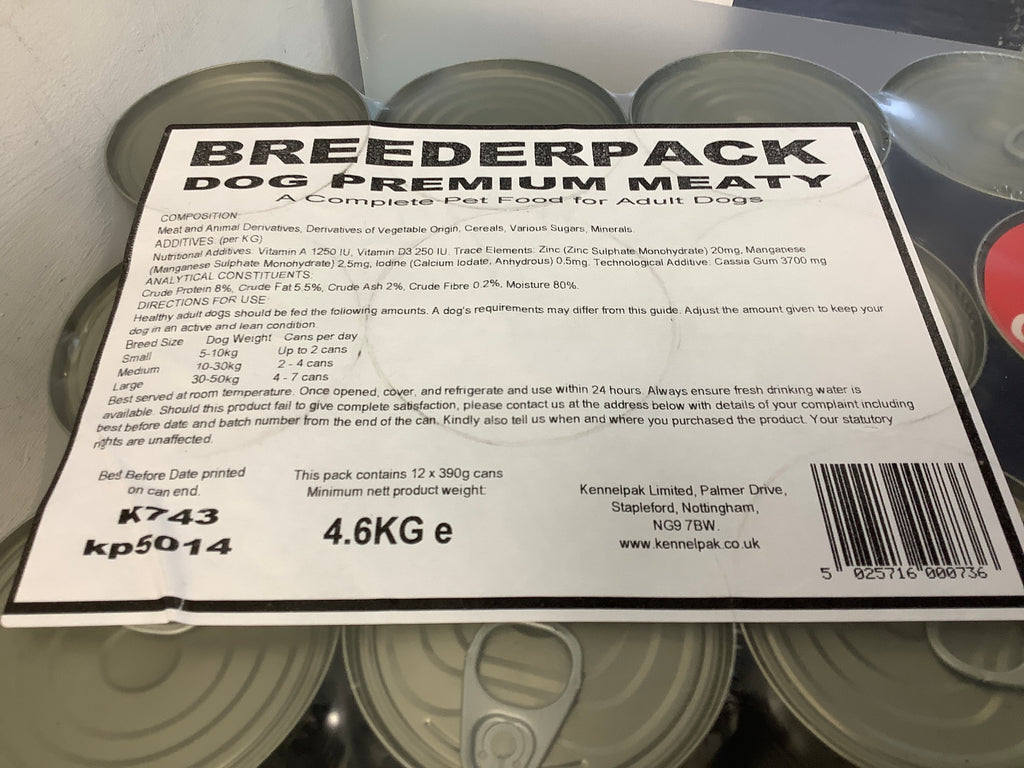 BREEDERPACK
DOG PREMIUM MEATY
A Complete Pet Food for Adult Dogs
COMPOSITION:
Meat and Animal Derivatives, Derivatives of Vegetable Origin, Cereals, Various Sugars, Minerals.
ADDITIVES (per KG)
Nutritional Additives: Vitamin A 1250 IU, Vitamin D3 250 IU. Trace Elements: Zinc (Zinc Sulphate Monohydrate) 20mg, Manganese
(Manganese Sulphate Monohydrate) 2.5mg, Iodine (Calcium Iodate, Anhydrous) 0.5mg. Technological Additive: Cassia Gum 3700 mg
ANALYTICAL CONSTITUENTS:
Crude Protein 8%, Crude Fat 5.5%, Crude Ash 2%, Crude Fibre 0.2%, Moisture 80%.
DIRECTIONS FOR USE:
Healthy adult dogs should be fed the following amounts. A dog's requirements may differ from this guide. Adjust the amount given to keep your
dog in an active and lean condition.
Breed Size Dog Weight Cans per day
Small 5-10kg Up to 2 cans
Medium 10-30kg 2 - 4 cans
Large 30-50kg 4 - 7 cans
Best served at room temperature. Once opened, cover, and refrigerate and use within 24 hours. Always ensure fresh drinking water is
available. Should this product fail to give complete satisfaction, please contact us at the address below with details of your complaint including
best before date and batch number from the end of the can. Kindly also tell us when and where you purchased the product. Your statutory
rights are unaffected.
Best Before Date printed
on can end.
K743
kp5014
This pack contains 12 x 390g cans
Minimum nett product weight:
4.6KG e
Kennelpak Limited, Palmer Drive,
Stapleford, Nottingham,
NG9 7BW.
www.kennelpak.co.uk
5 025716 000736